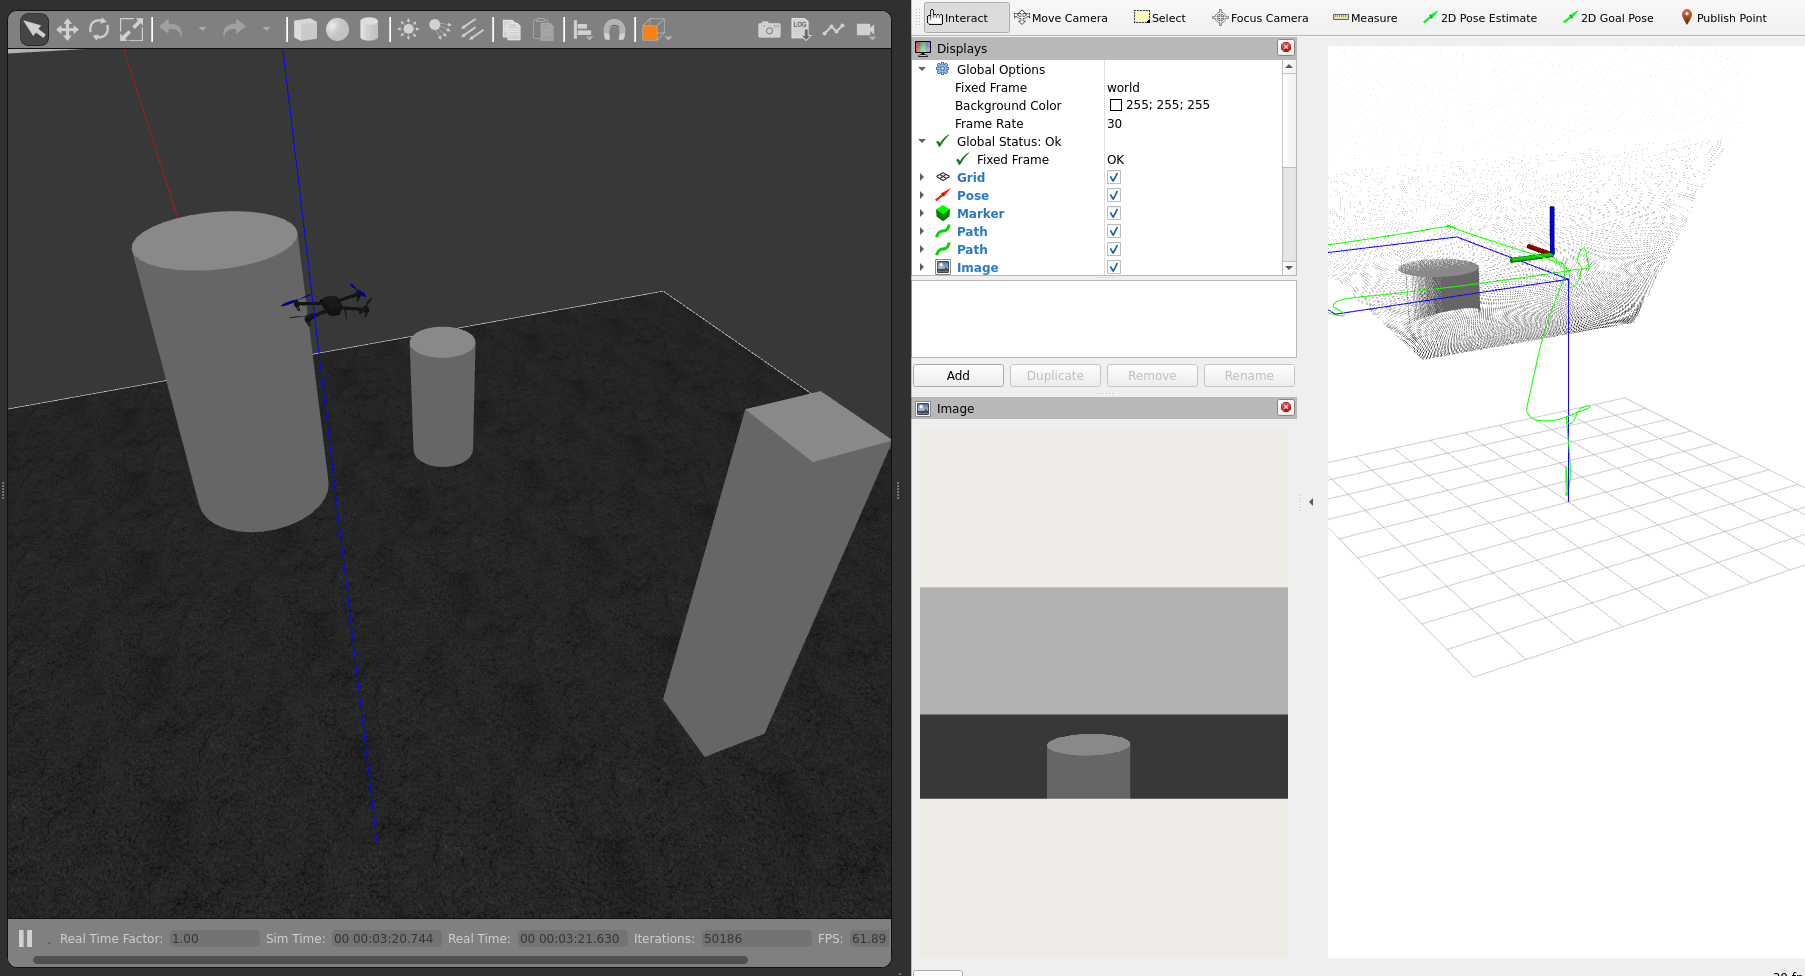 LOG
Real Time Factor: 1.00 Sim Time: 00 00:03:20.744 Real Time: 00 00:03:21.630 Iterations: 50186 FPS: 61.89
Interact Move Camera Select Focus Camera Measure 2D Pose Estimate 2D Goal Pose Publish Point
Displays
Global Options
Fixed Frame world
Background Color 255; 255; 255
Frame Rate 30
Global Status: Ok
Fixed Frame OK
Grid
Pose
Marker
Path
Path
Image
Add Duplicate Remove Rename
Image